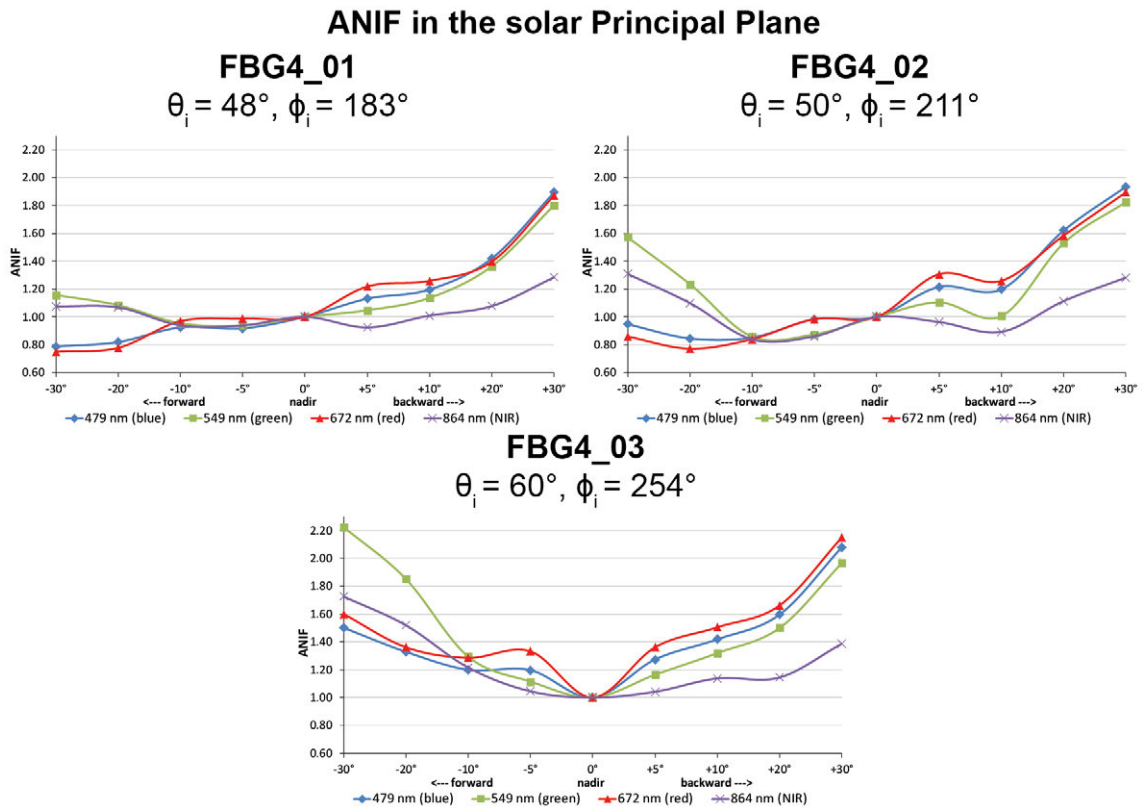 ANIF in the solar Principal Plane
FBG4_01
θi = 48°, ϕi = 183°
2.20
2.00
1.80
1.60
1.40
1.20
1.00
0.80
0.60
ANIF
-30° -20° -10° -5° 0° +5° +10° +20° +30°
<--- forward nadir backward --->
479 nm (blue) 549 nm (green) 672 nm (red) 864 nm (NIR)
FBG4_02
θi = 50°, ϕi = 211°
2.20
2.00
1.80
1.60
1.40
1.20
1.00
0.80
0.60
ANIF
-30° -20° -10° -5° 0° +5° +10° +20° +30°
<--- forward nadir backward --->
479 nm (blue) 549 nm (green) 672 nm (red) 864 nm (NIR)
FBG4_03
θi = 60°, ϕi = 254°
2.20
2.00
1.80
1.60
1.40
1.20
1.00
0.80
0.60
ANIF
-30° -20° -10° -5° 0° +5° +10° +20° +30°
<--- forward nadir backward --->
479 nm (blue) 549 nm (green) 672 nm (red) 864 nm (NIR)